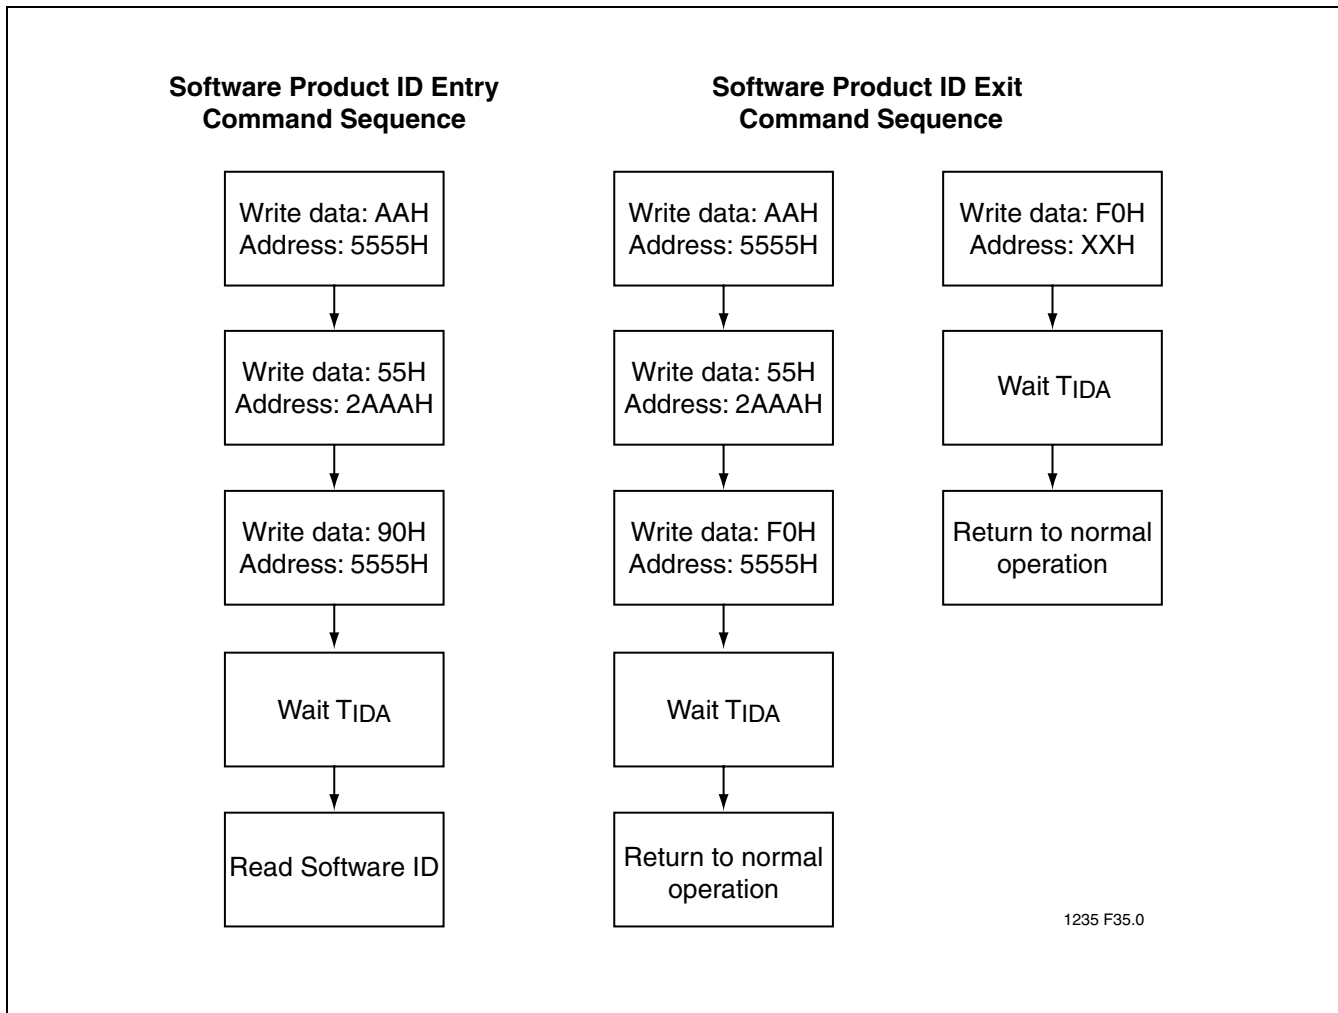 Software Product ID Entry
Command Sequence
Write data: AAH
Address: 5555H
Write data: 55H
Address: 2AAAH
Write data: 90H
Address: 5555H
Wait TIDA
Read Software ID
Software Product ID Exit
Command Sequence
Write data: AAH
Address: 5555H
Write data: 55H
Address: 2AAAH
Write data: F0H
Address: 5555H
Wait TIDA
Return to normal
operation
Write data: F0H
Address: XXH
Wait TIDA
Return to normal
operation
1235 F35.0